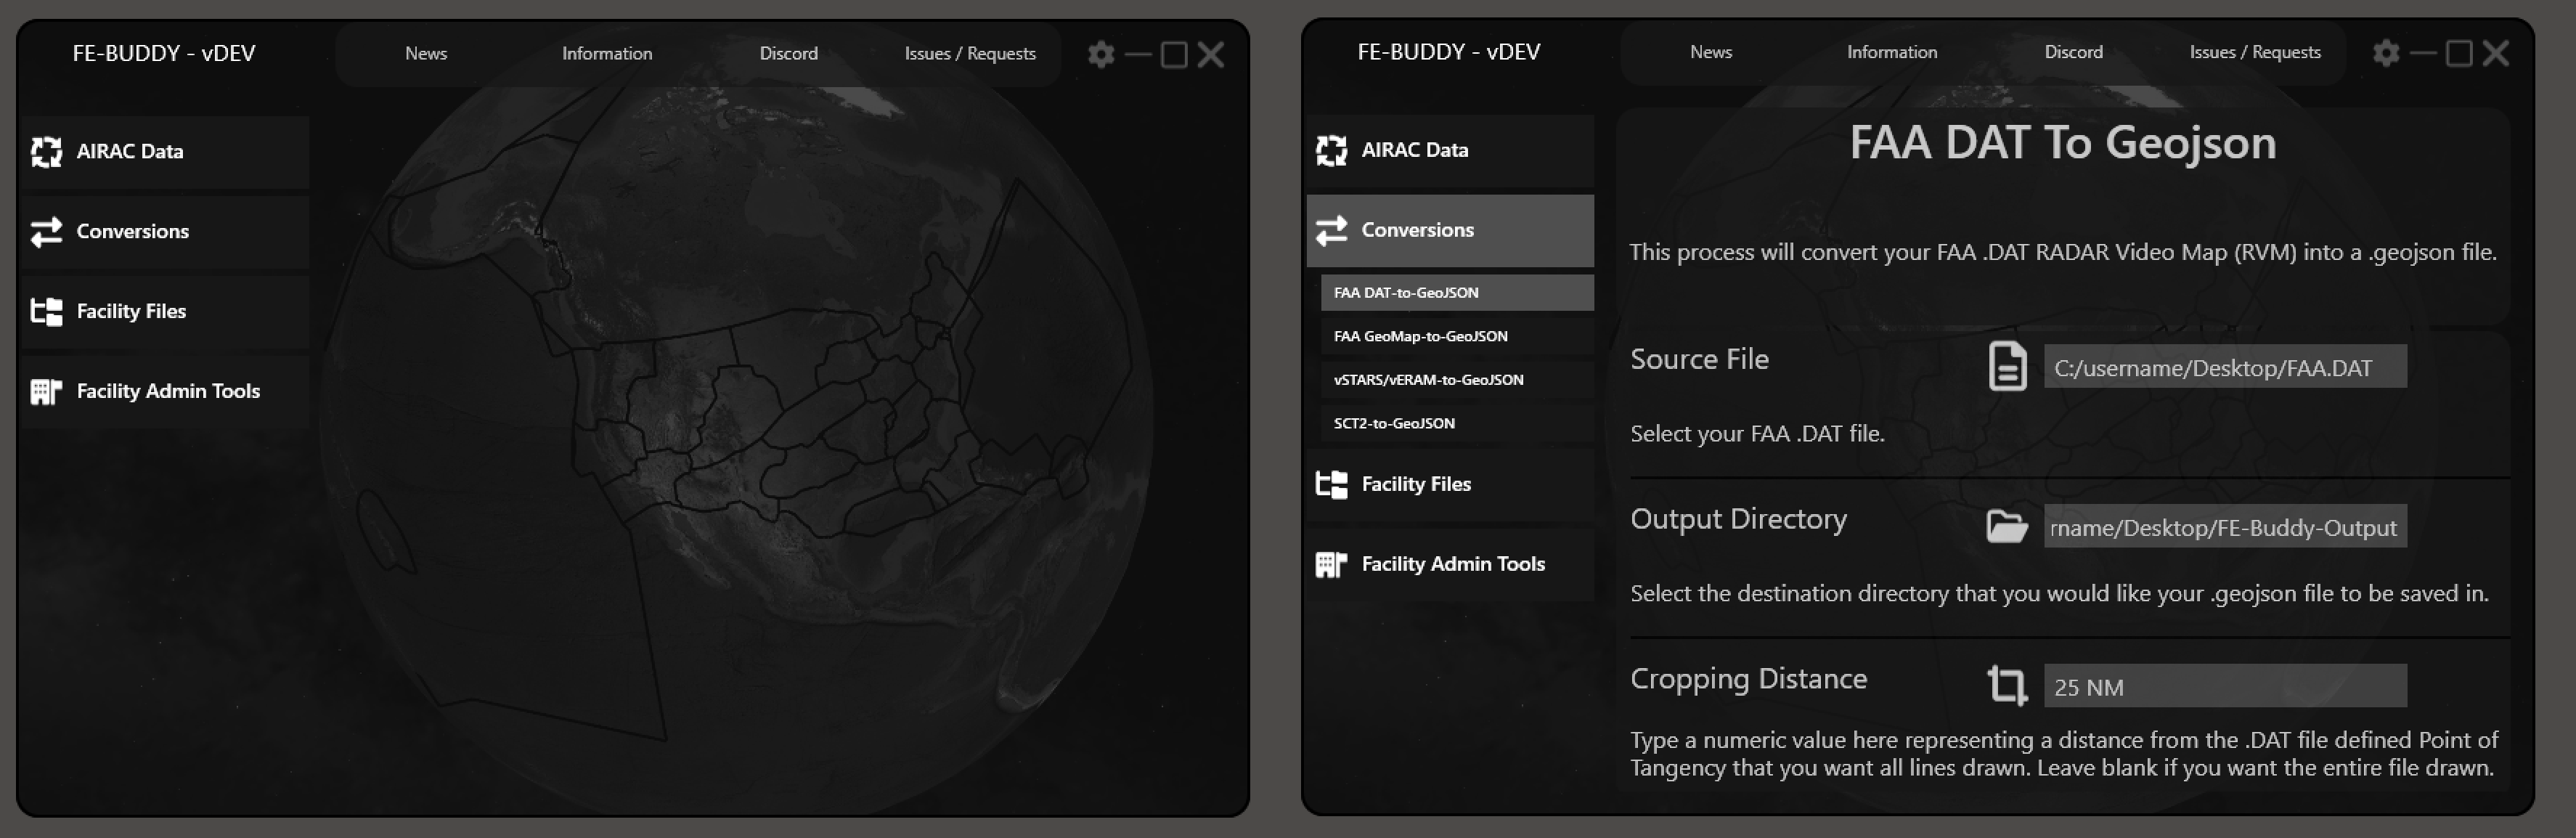 FE-BUDDY - vDEV
News
Information
Discord
Issues / Requests
AIRAC Data
Conversions
Facility Files
Facility Admin Tools
FE-BUDDY - vDEV
News
Information
Discord
Issues / Requests
AIRAC Data
Conversions
FAA DAT-to-GeoJSON
FAA GeoMap-to-GeoJSON
vSTARS/vERAM-to-GeoJSON
SCT2-to-GeoJSON
Facility Files
Facility Admin Tools
FAA DAT To Geojson
This process will convert your FAA .DAT RADAR Video Map (RVM) into a .geojson file.
Source File
C:/username/Desktop/FAA.DAT
Select your FAA .DAT file.
Output Directory
rname/Desktop/FE-Buddy-Output
Select the destination directory that you would like your .geojson file to be saved in.
Cropping Distance
25 NM
Type a numeric value here representing a distance from the .DAT file defined Point of
Tangency that you want all lines drawn. Leave blank if you want the entire file drawn.